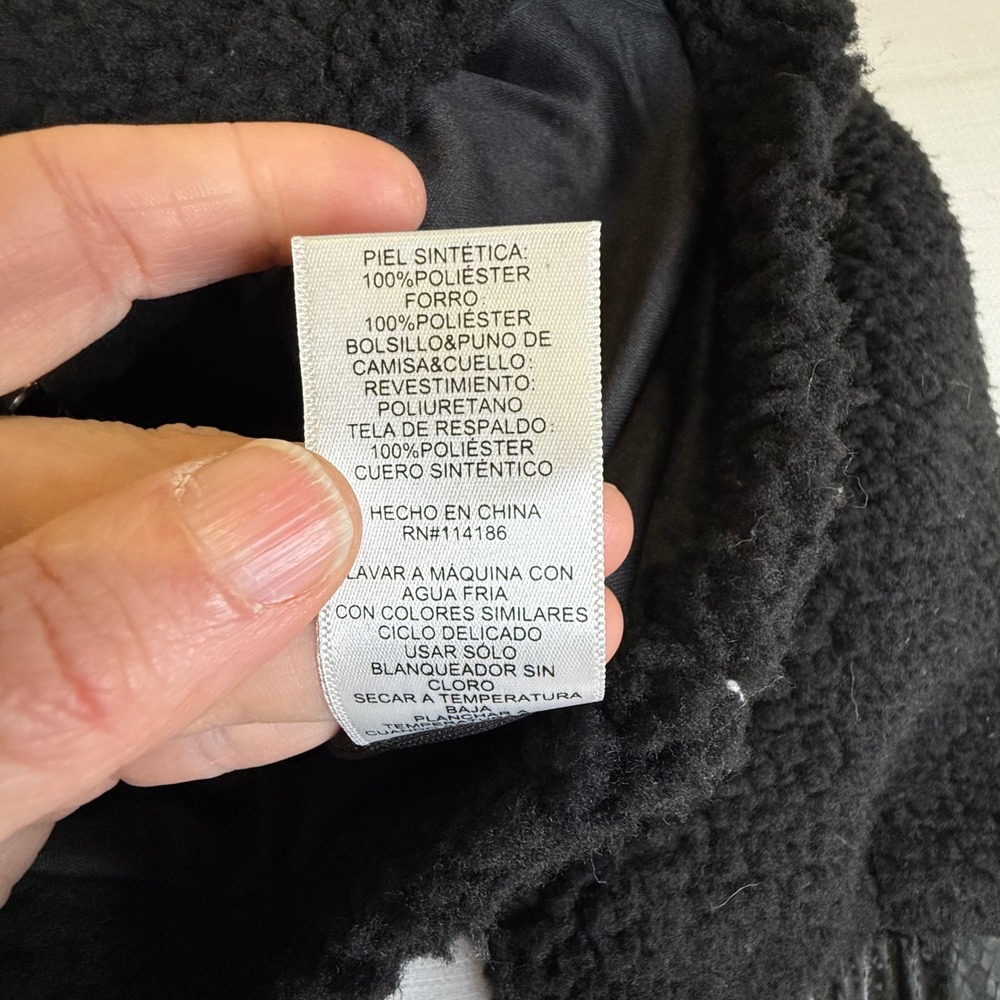 PIEL SINTÉTICA:
100%POLIÉSTER
FORRO:
100%POLIÉSTER
BOLSILLO&PUNO DE
CAMISA&CUELLO:
REVESTIMIENTO:
POLIURETANO
TELA DE RESPALDO:
100%POLIÉSTER
CUERO SINTÉNTICO
HECHO EN CHINA
RN#114186
LAVAR A MÁQUINA CON
AGUA FRIA
CON COLORES SIMILARES
CICLO DELICADO
USAR SÓLO
BLANQUEADOR SIN
CLORO
SECAR A TEMPERATURA
BAJA
PLANCHAR A